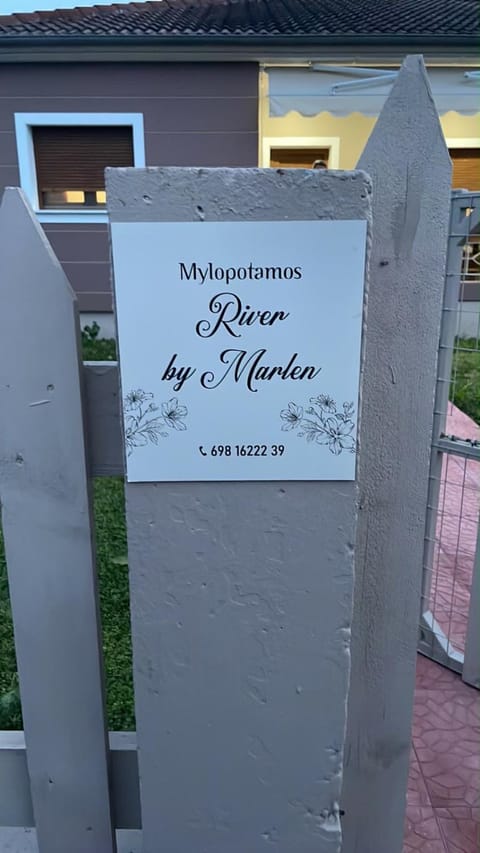 Mylopotamos
River
by Marlen
698 16222 39